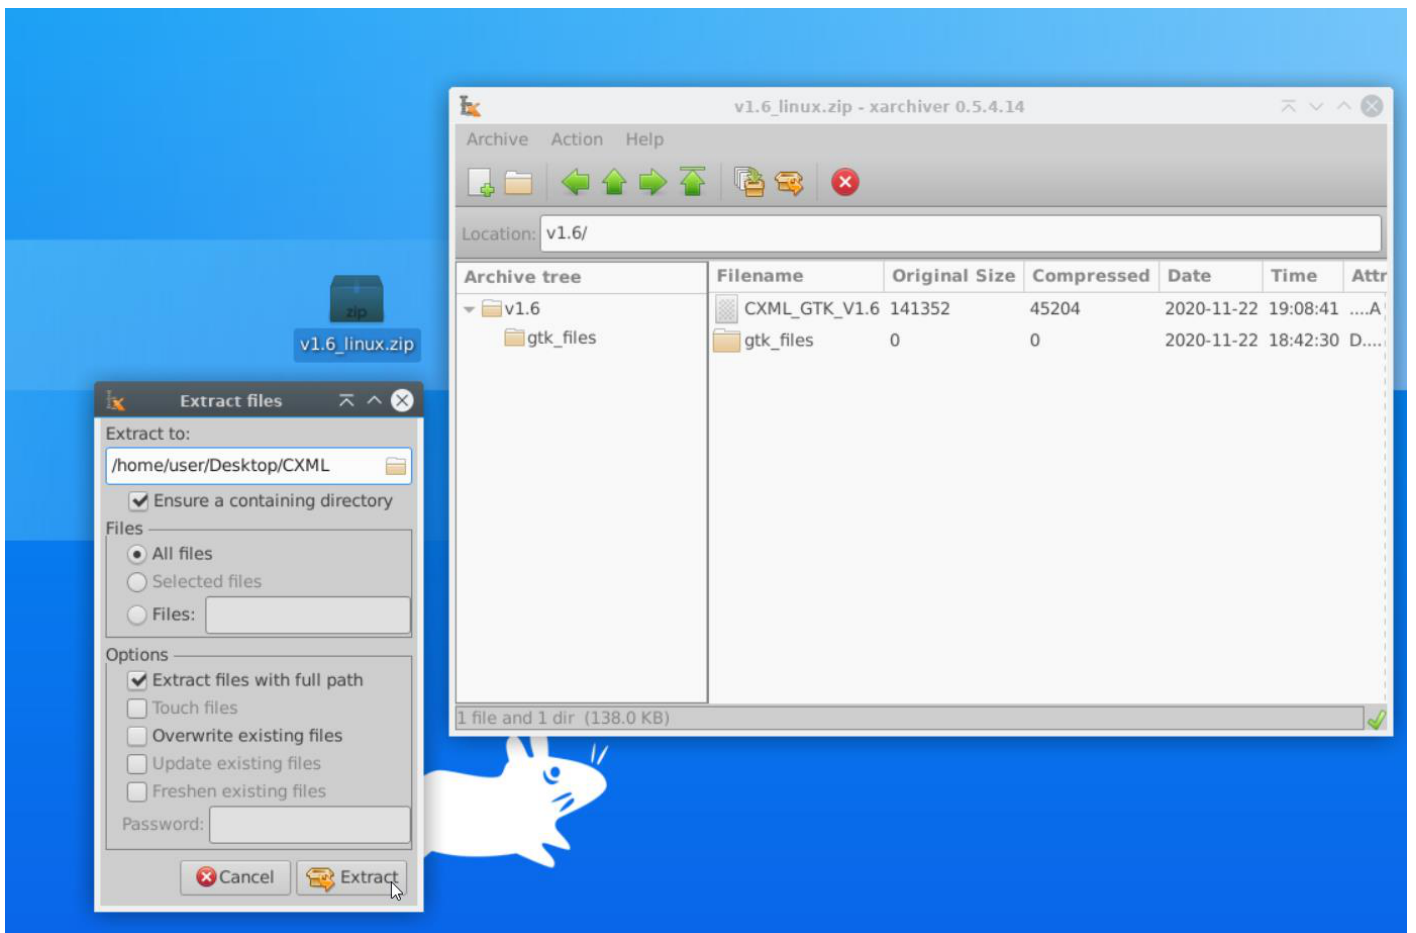 v1.6_linux.zip - xarchiver 0.5.4.14
Archive Action Help
Location: v1.6/
Archive tree
v1.6
gtk_files
Filename Original Size Compressed Date Time Attr
CXML_GTK_V1.6 141352 45204 2020-11-22 19:08:41 ....A
gtk_files 0 0 2020-11-22 18:42:30 D....
1 file and 1 dir (138.0 KB)
zip
v1.6_linux.zip
Extract files
Extract to:
/home/user/Desktop/CXML
Ensure a containing directory
Files
All files
Selected files
Files:
Options
Extract files with full path
Touch files
Overwrite existing files
Update existing files
Freshen existing files
Password:
Cancel Extract